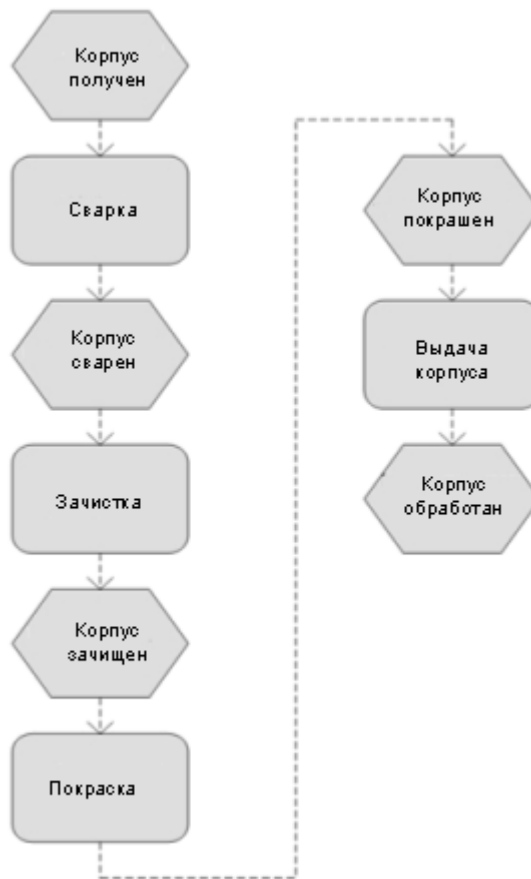 Корпус
получен
Сварка
Корпус
сварен
Зачистка
Корпус
зачищен
Покраска
Корпус
покрашен
Выдача
корпуса
Корпус
обработан